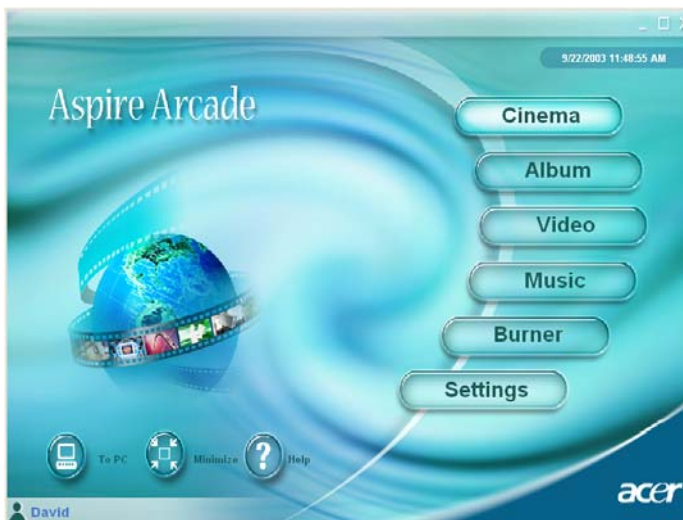 9/22/2003 11:48:55 AM
Aspire Arcade
Cinema
Album
Video
Music
Burner
Settings
To PC
Minimize
Help
acer
David